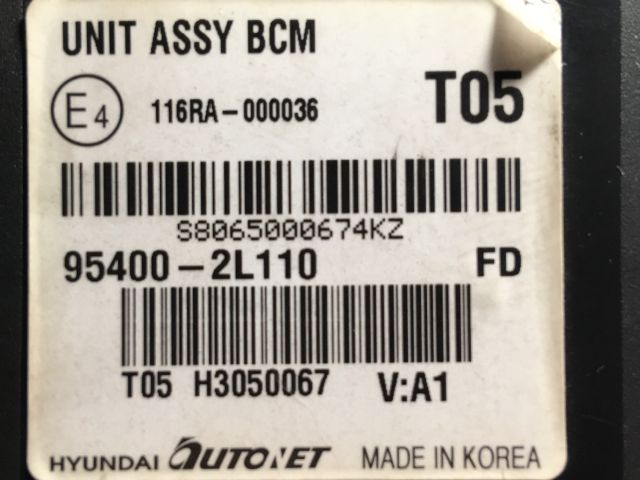 UNIT ASSY BCM
E4 116RA-000036 T05
S8065000674KZ
95400-2L110 FD
T05 H3050067 V:A1
HYUNDAI AUTONET MADE IN KOREA